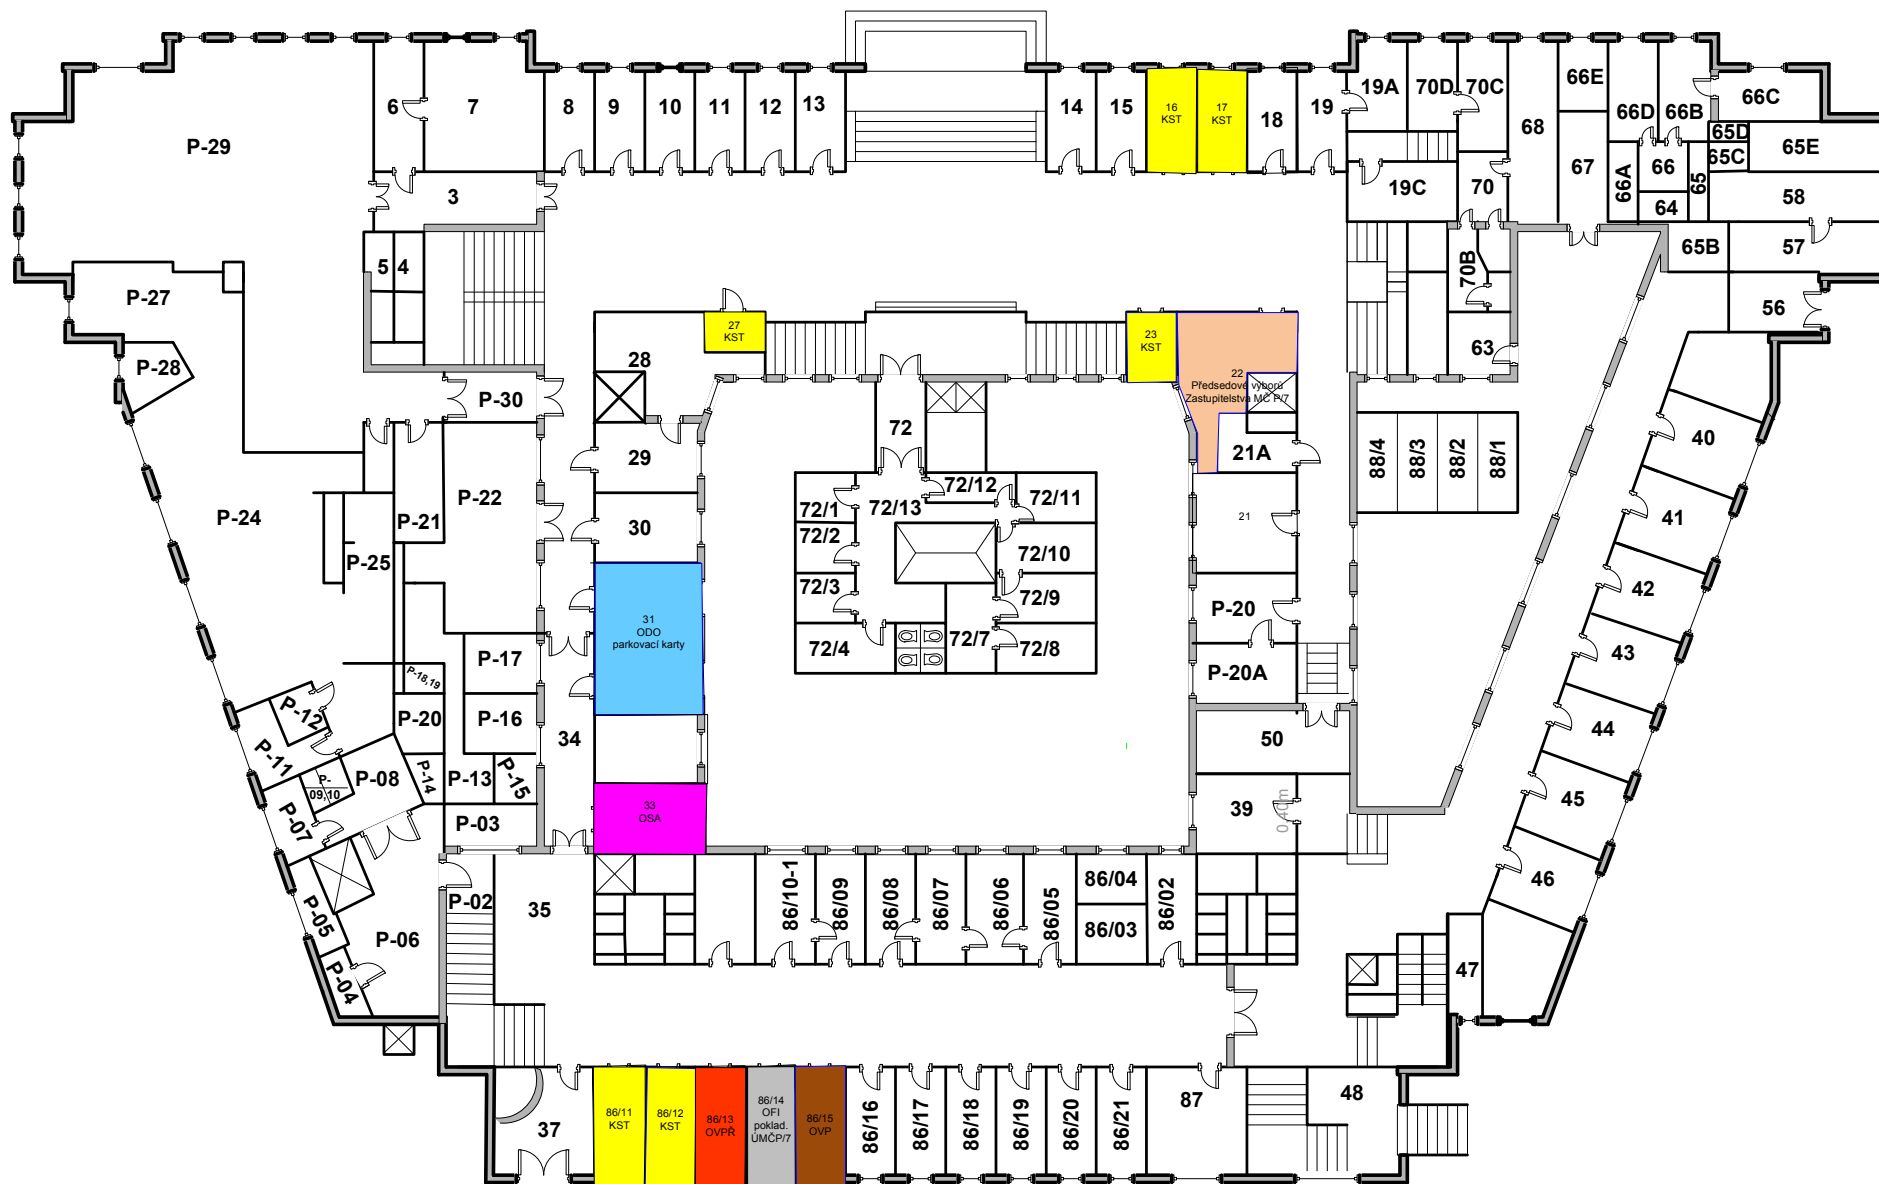 P-29
6
7
8
9
10
11
12
13
14
15
16
KST
17
KST
18
19
19A
70D
70C
68
66E
66D
66B
66C
67
66A
66
64
65
65D
65C
65E
58
3
19C
70
65B
57
5
4
70B
56
P-27
27
KST
23
KST
63
P-28
28
22
Předsedové výborů
Zastupitelstva MČ P/7
P-30
72
40
29
21A
88/4
88/3
88/2
88/1
P-22
P-24
P-21
72/1
72/13
72/12
72/11
41
30
21
72/2
72/10
P-25
72/3
72/9
42
P-20
31
ODO
parkovací karty
72/4
72/7
72/8
43
P-17
P-18,19
P-20A
P-12
P-20
P-16
44
34
50
P-11
P-08
P-14
P-13
P-15
P-
09,10
45
P-07
P-03
33
OSA
39
0,40m
86/10-1
86/09
86/08
86/07
86/06
86/05
86/04
86/03
86/02
46
P-02
35
P-05
P-06
P-04
47
37
86/11
KST
86/12
KST
86/13
OVPŘ
86/14
OFI
poklad.
ÚMČP/7
86/15
OVP
86/16
86/17
86/18
86/19
86/20
86/21
87
48